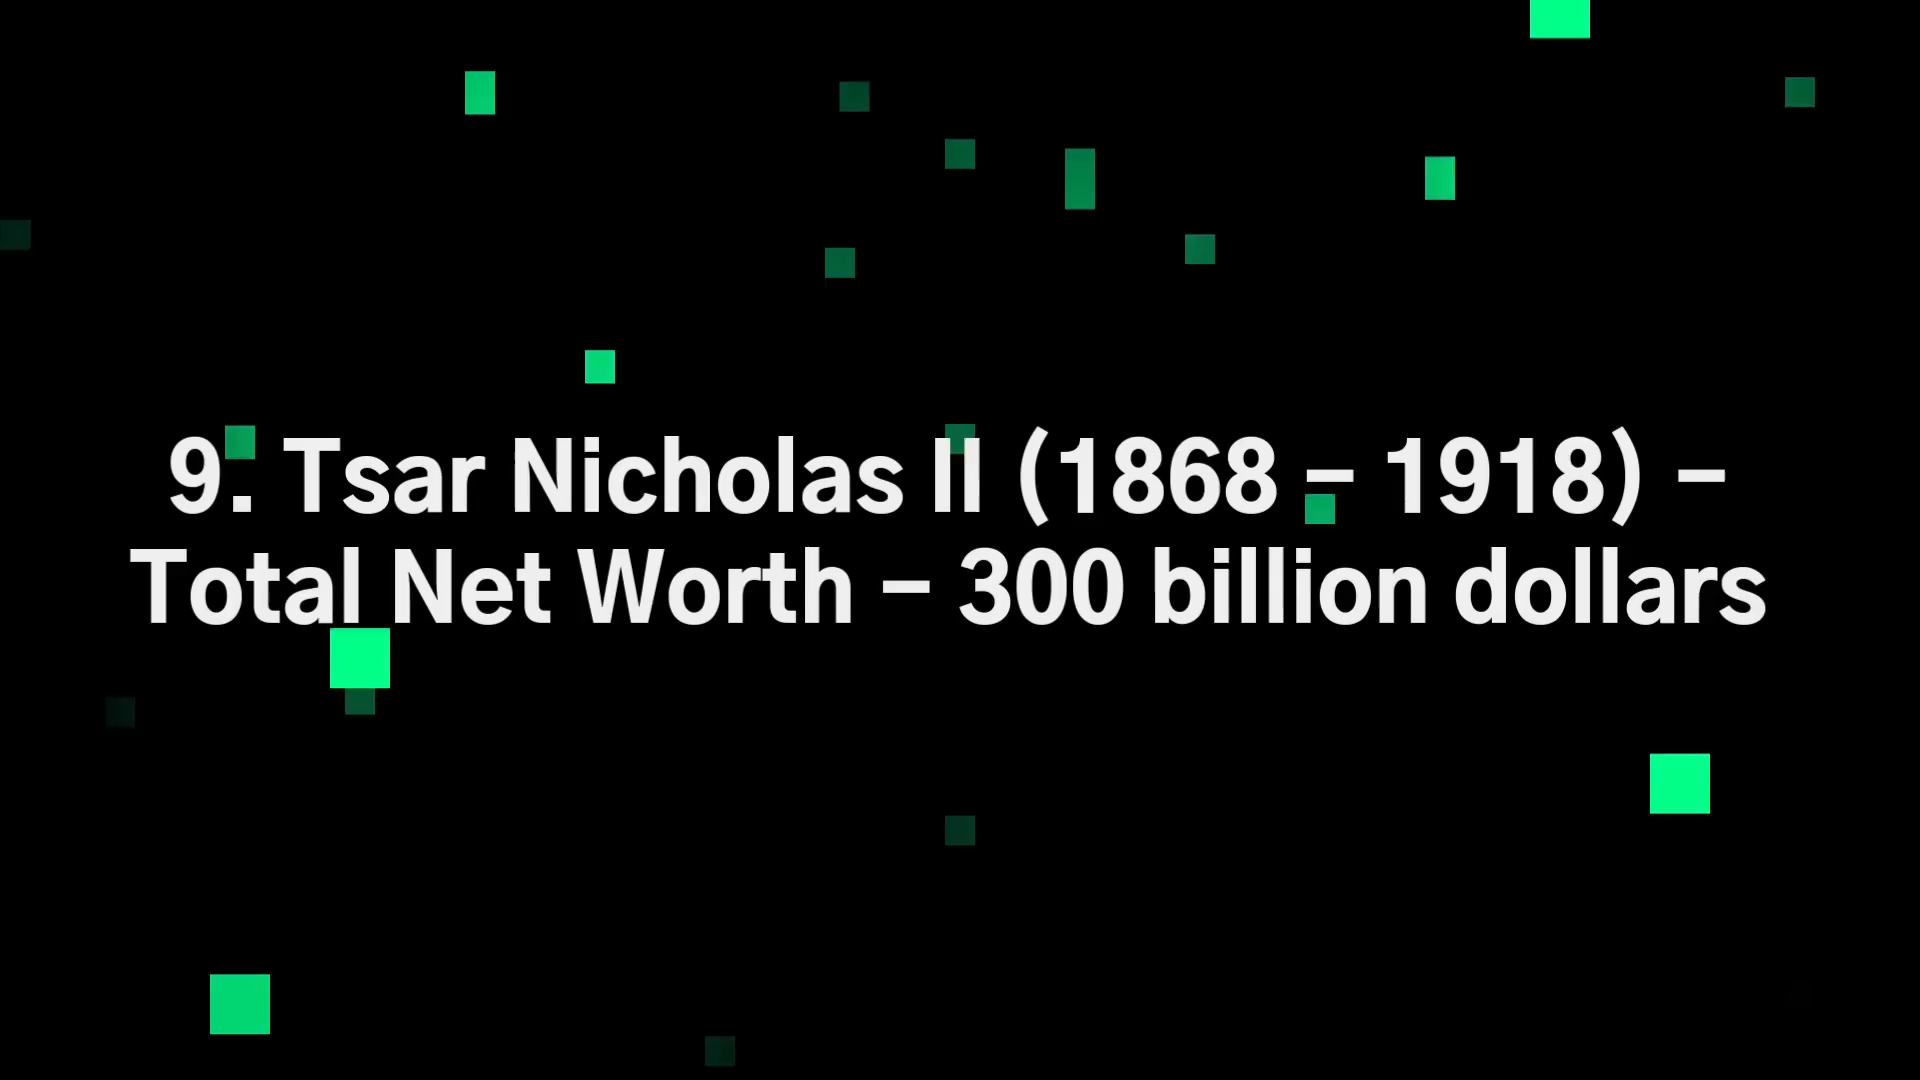 9. Tsar Nicholas II (1868 – 1918) –
Total Net Worth – 300 billion dollars